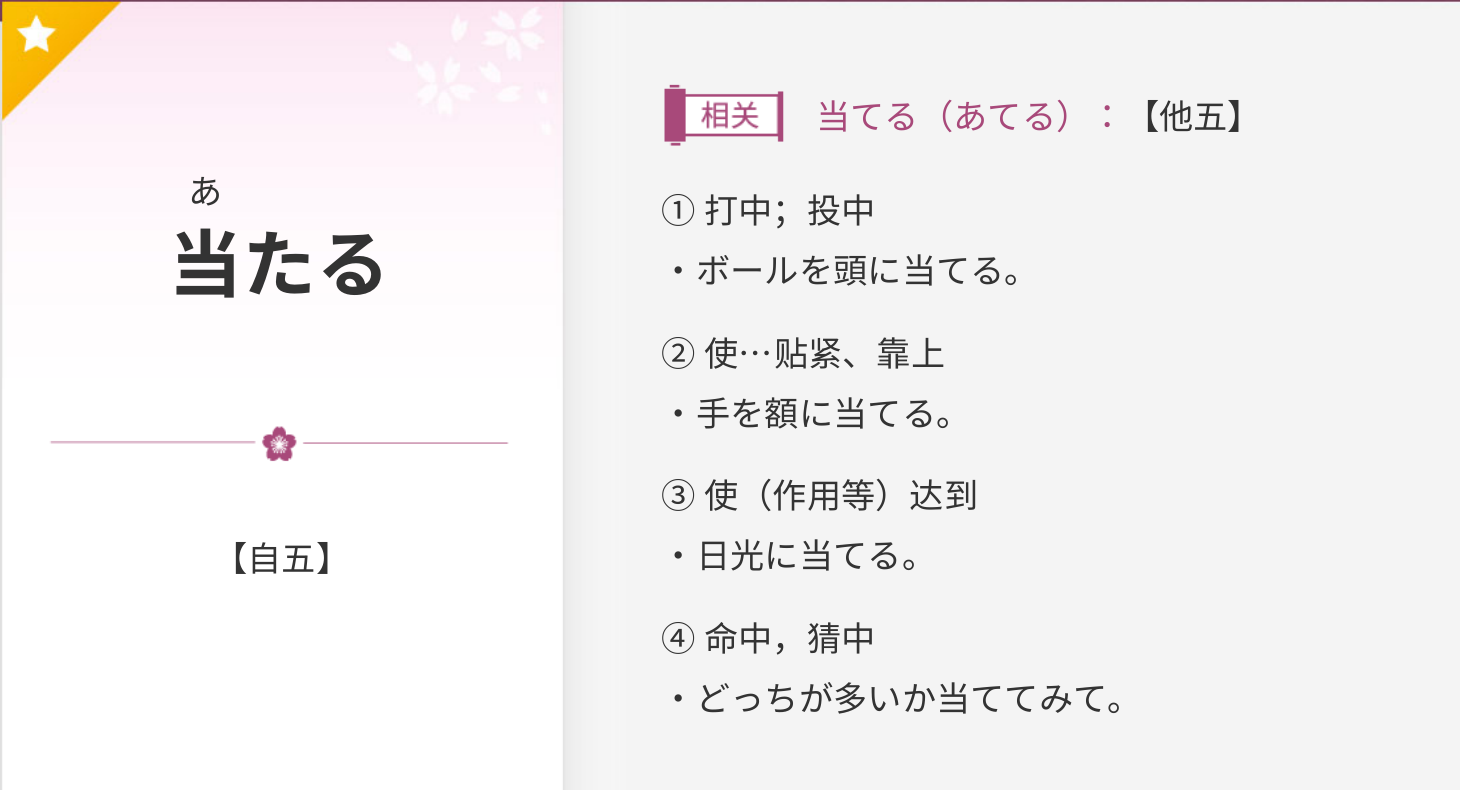 あ
当たる
【自五】
相关 当てる（あてる）：【他五】
① 打中；投中
・ボールを頭に当てる。
② 使…贴紧、靠上
・手を額に当てる。
③ 使（作用等）达到
・日光に当てる。
④ 命中，猜中
・どっちが多いか当ててみて。